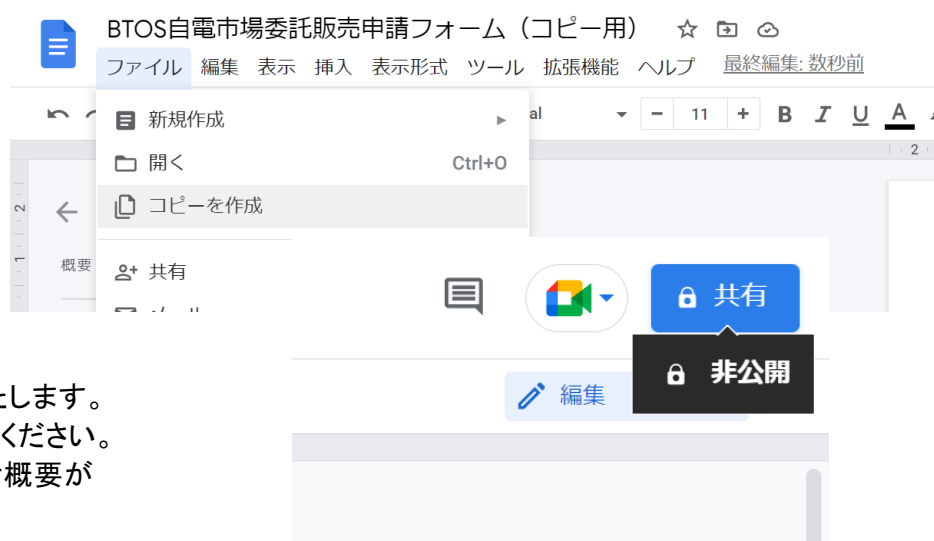 BTOS自電市場委託販売申請フォーム（コピー用）
ファイル 編集 表示 挿入 表示形式 ツール 拡張機能 ヘルプ 最終編集: 数秒前
新規作成
al - 11 + B I U A
開く Ctrl+O
2
コピーを作成
2
1
概要
共有
共有
非公開
編集
します。
ください。
概要が